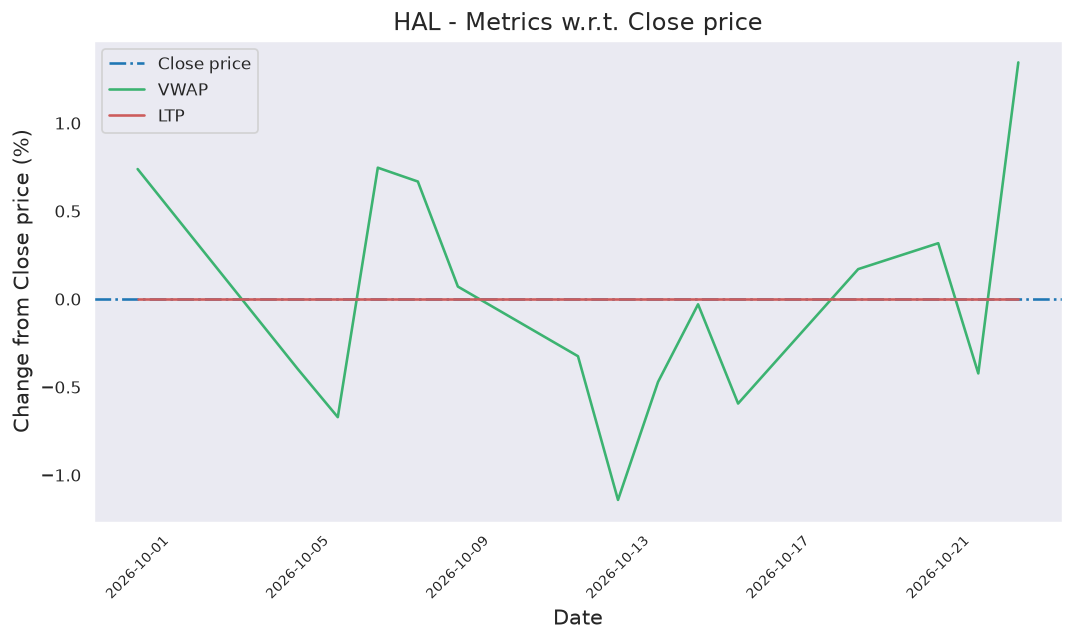 HAL - Metrics w.r.t. Close price
Close price
VWAP
LTP
Change from Close price (%)
1.0
0.5
0.0
−0.5
−1.0
2026-10-01
2026-10-05
2026-10-09
2026-10-13
2026-10-17
2026-10-21
Date